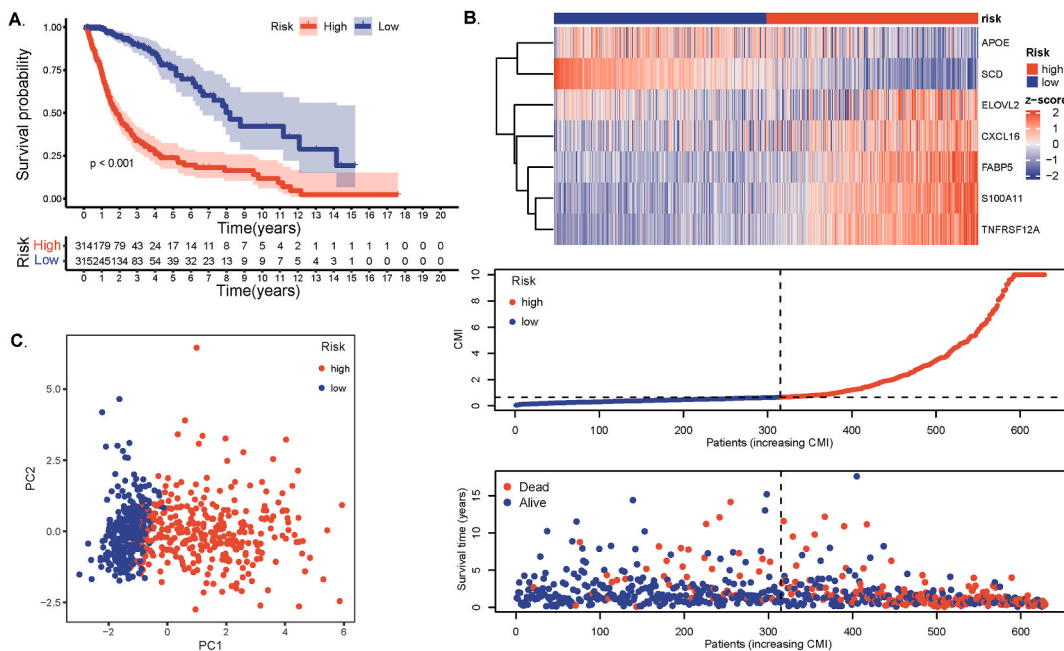 A.
Risk High Low
Survival probability
1.00
0.75
0.50
0.25
0.00
p < 0.001
0 1 2 3 4 5 6 7 8 9 10 11 12 13 14 15 16 17 18 19 20
Time(years)
Risk
High 314179 79 43 24 17 14 11 8 7 5 4 2 1 1 1 1 1 0 0 0
Low 315245134 83 54 39 32 23 13 9 9 7 5 4 3 1 0 0 0 0 0
0 1 2 3 4 5 6 7 8 9 10 11 12 13 14 15 16 17 18 19 20
Time(years)
B.
risk
APOE
SCD
ELOVL2
CXCL16
FABP5
S100A11
TNFRSF12A
Risk
high
low
z-score
2
1
0
−1
−2
Risk
high
low
CMI
10
8
6
4
2
0
0 100 200 300 400 500 600
Patients (increasing CMI)
Dead
Alive
Survival time (years)
15
10
5
0
0 100 200 300 400 500 600
Patients (increasing CMI)
C.
Risk
high
low
PC2
5.0
2.5
0.0
−2.5
−2 0 2 4 6
PC1